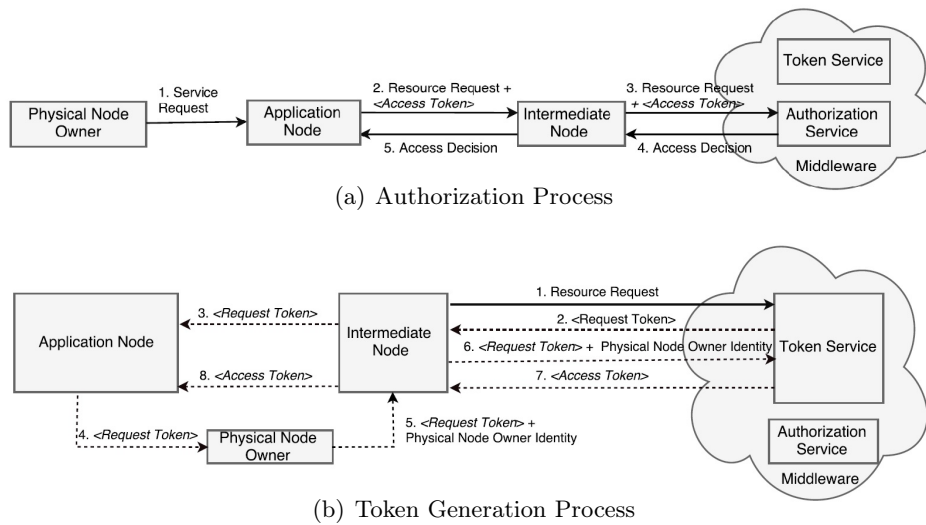 Token Service
1. Service
Request
2. Resource Request +
<Access Token>
3. Resource Request
+ <Access Token>
Physical Node
Owner
Application
Node
Intermediate
Node
Authorization
Service
5. Access Decision
4. Access Decision
Middleware
(a) Authorization Process
1. Resource Request
3. <Request Token>
2. <Request Token>
Application Node
Intermediate
Node
6. <Request Token> + Physical Node Owner Identity
Token Service
8. <Access Token>
7. <Access Token>
4. <Request Token>
Physical Node
Owner
5. <Request Token> +
Physical Node Owner Identity
Authorization
Service
Middleware
(b) Token Generation Process